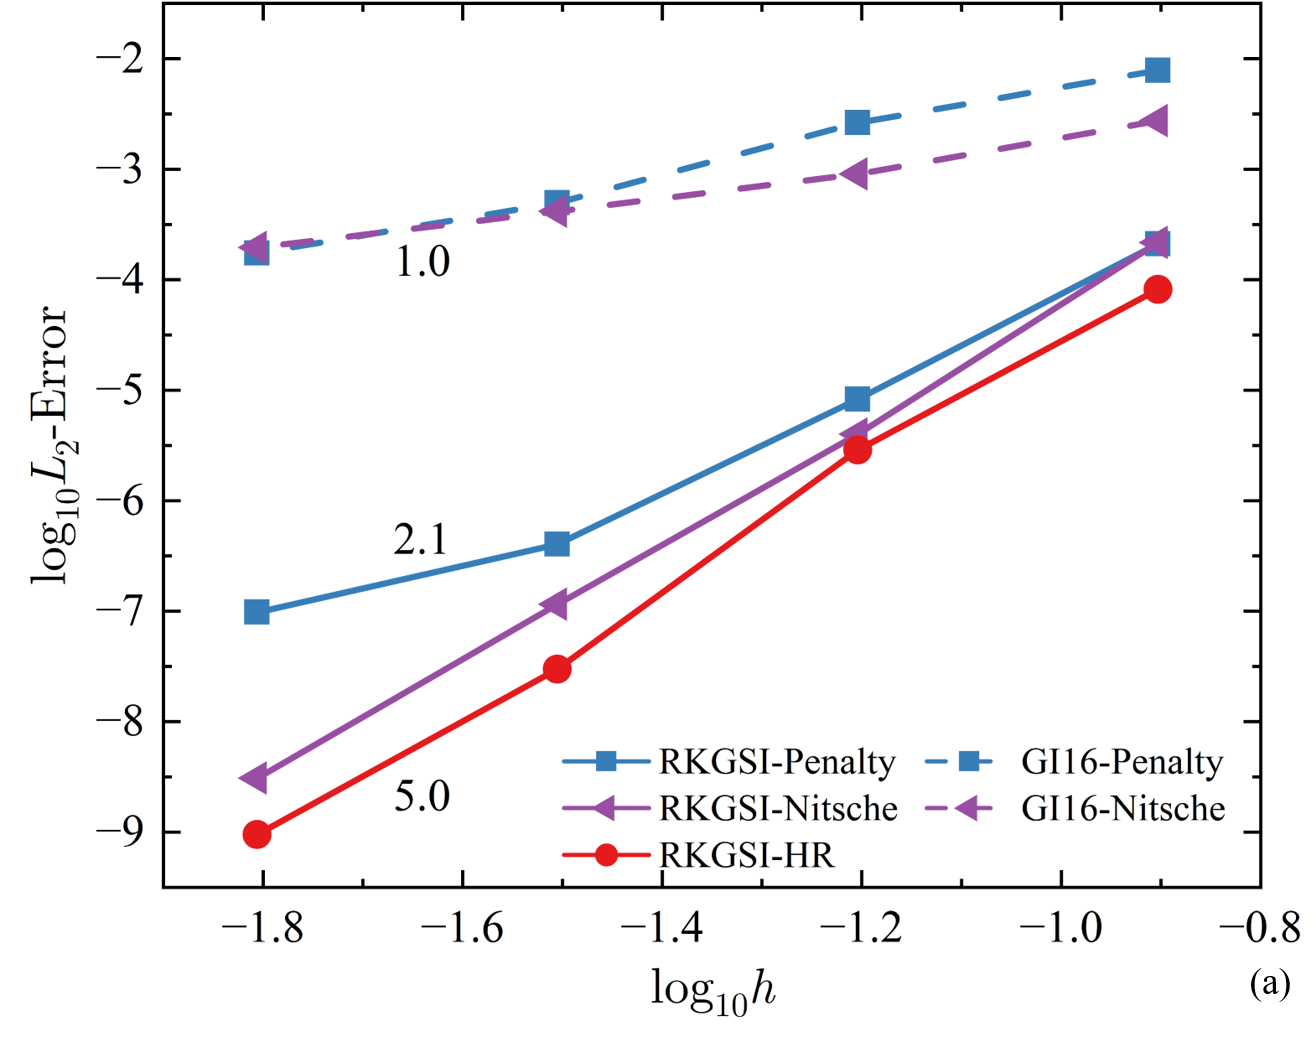 −2
−3
−4
−5
−6
−7
−8
−9
log₁₀L₂-Error
1.0
2.1
5.0
RKGSI-Penalty GI16-Penalty
RKGSI-Nitsche GI16-Nitsche
RKGSI-HR
−1.8 −1.6 −1.4 −1.2 −1.0 −0.8
log₁₀h
(a)